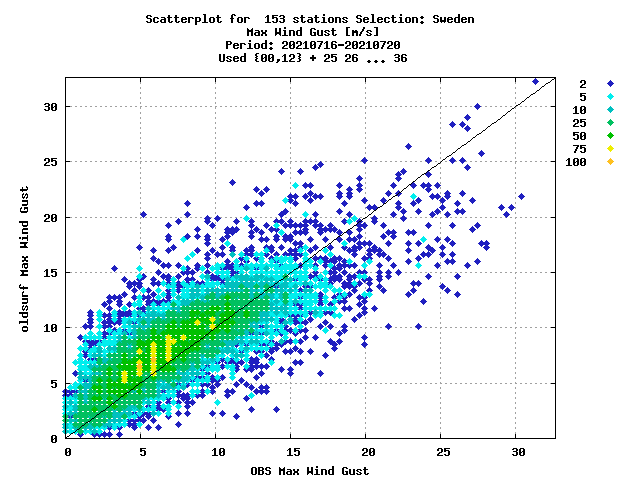 Scatterplot for  153 stations Selection: Sweden
Max Wind Gust [m/s]
Period: 20210716-20210720
Used {00,12} + 25 26 ... 36
2
5
10
25
50
75
100
30
25
20
15
10
5
0
oldsurf Max Wind Gust
0 5 10 15 20 25 30
OBS Max Wind Gust